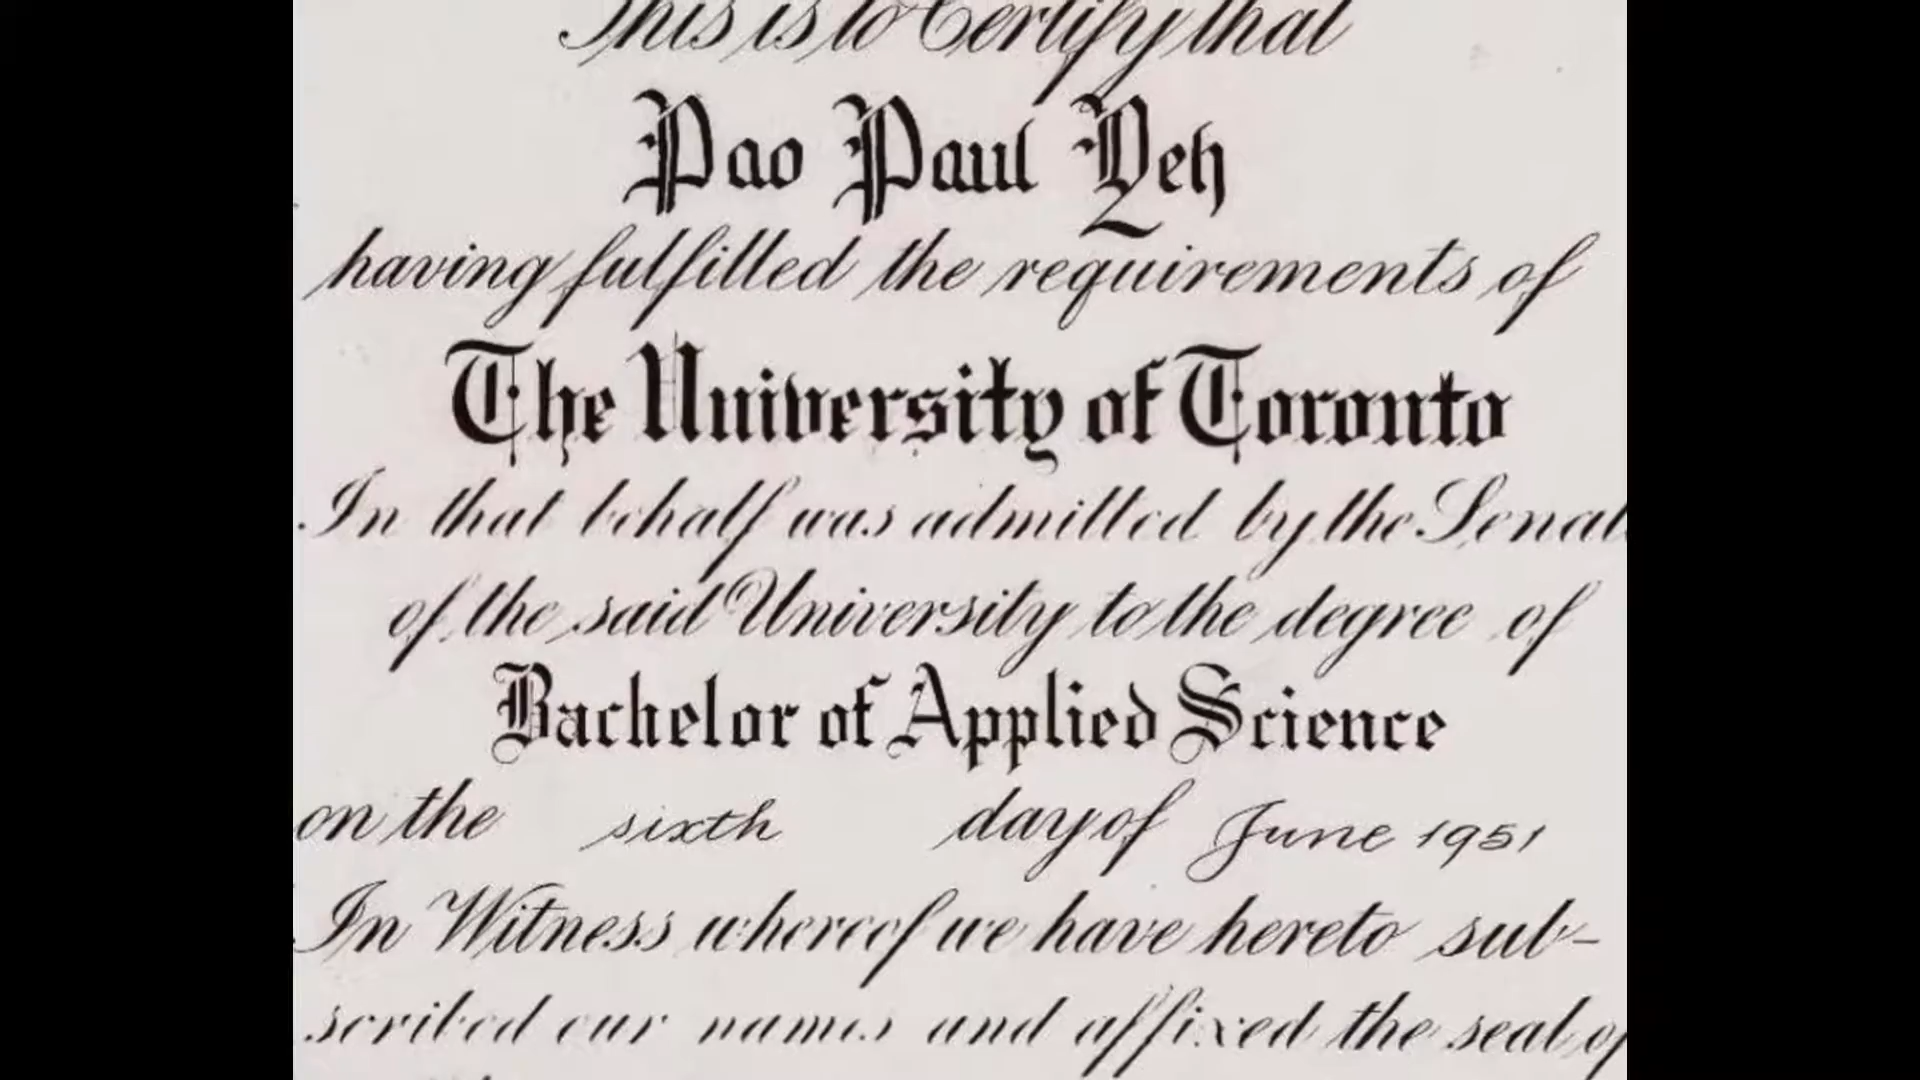 This is to Certify that
Pao Paul Yeh
having fulfilled the requirements of
The University of Toronto
In that behalf was admitted by the Senat
of the said University to the degree of
Bachelor of Applied Science
on the sixth day of June 1951
In Witness whereof we have hereto sub-
scribed our names and affixed the seal of